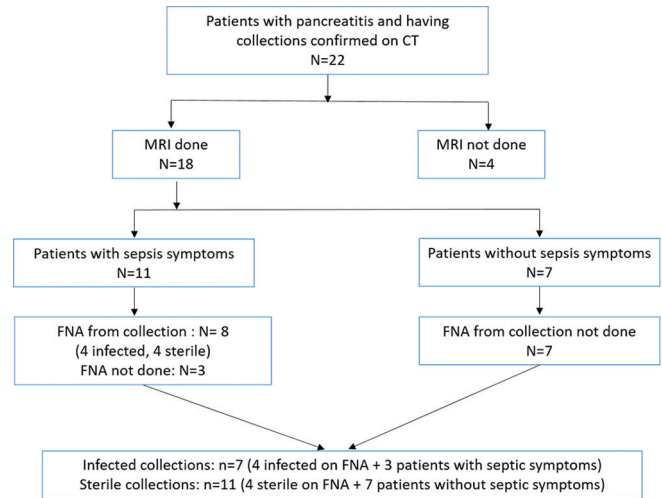 Patients with pancreatitis and having
collections confirmed on CT
N=22
MRI done
N=18
MRI not done
N=4
Patients with sepsis symptoms
N=11
Patients without sepsis symptoms
N=7
FNA from collection : N= 8
(4 infected, 4 sterile)
FNA not done: N=3
FNA from collection not done
N=7
Infected collections: n=7 (4 infected on FNA + 3 patients with septic symptoms)
Sterile collections: n=11 (4 sterile on FNA + 7 patients without septic symptoms)